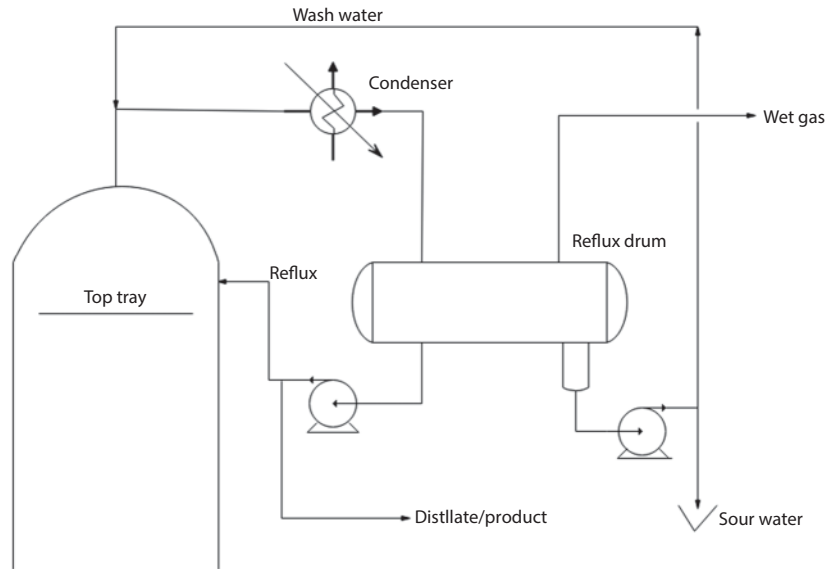 Wash water
Condenser
Wet gas
Reflux drum
Reflux
Top tray
Distllate/product
Sour water